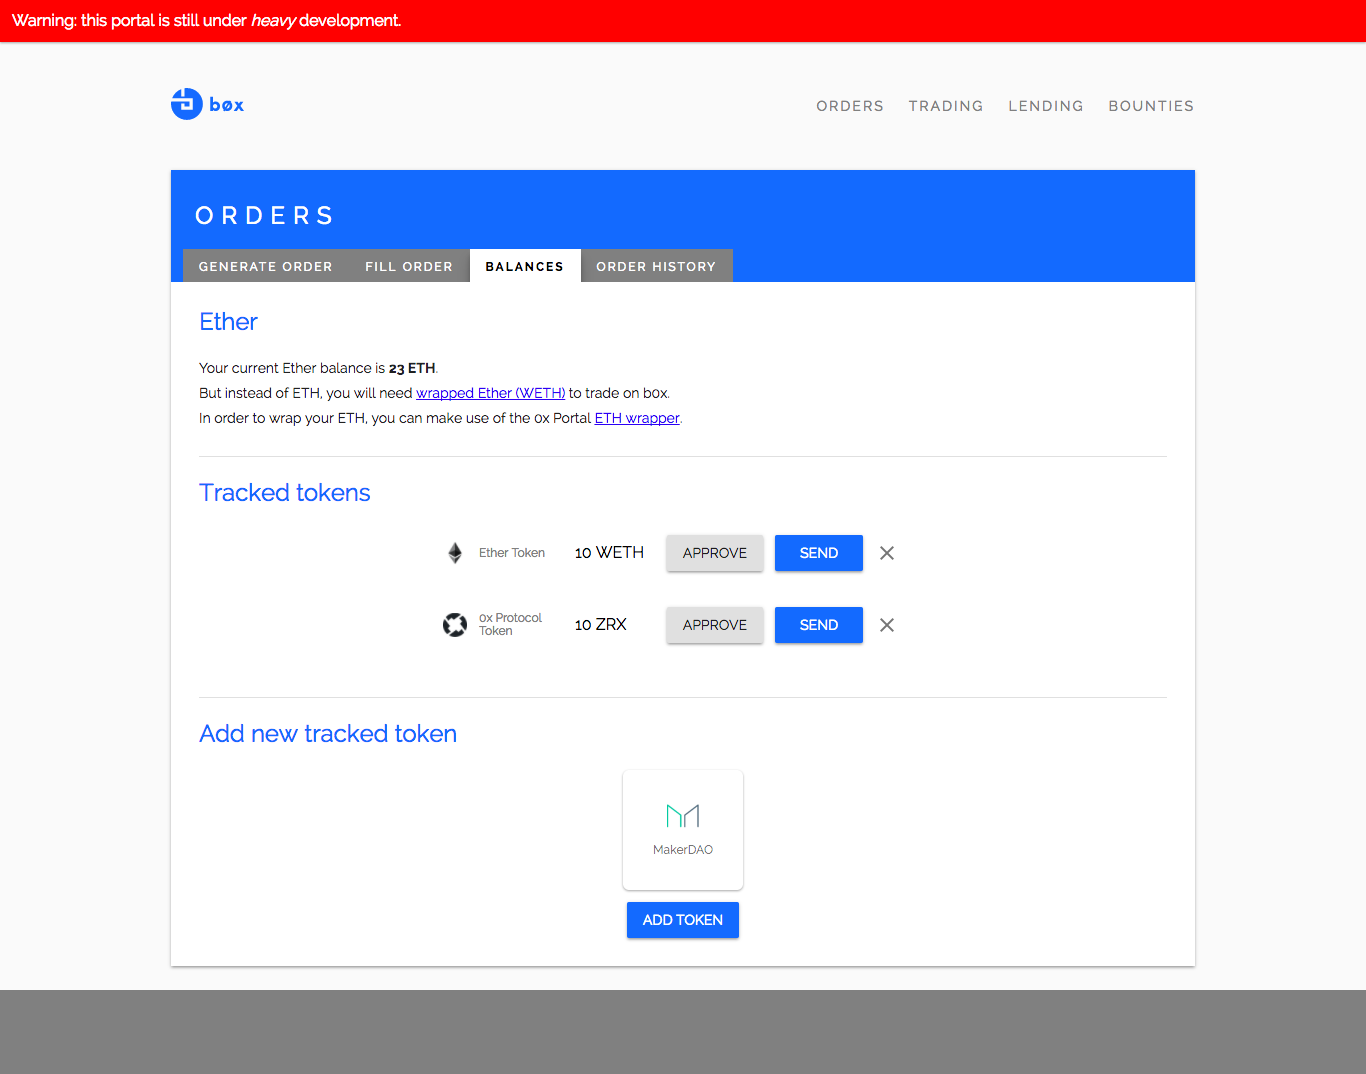 Warning: this portal is still under heavy development.
bøx
ORDERS TRADING LENDING BOUNTIES
ORDERS
GENERATE ORDER FILL ORDER BALANCES ORDER HISTORY
Ether
Your current Ether balance is 23 ETH.
But instead of ETH, you will need wrapped Ether (WETH) to trade on b0x.
In order to wrap your ETH, you can make use of the 0x Portal ETH wrapper.
Tracked tokens
Ether Token 10 WETH APPROVE SEND
0x Protocol
Token
10 ZRX APPROVE SEND
Add new tracked token
MakerDAO
ADD TOKEN